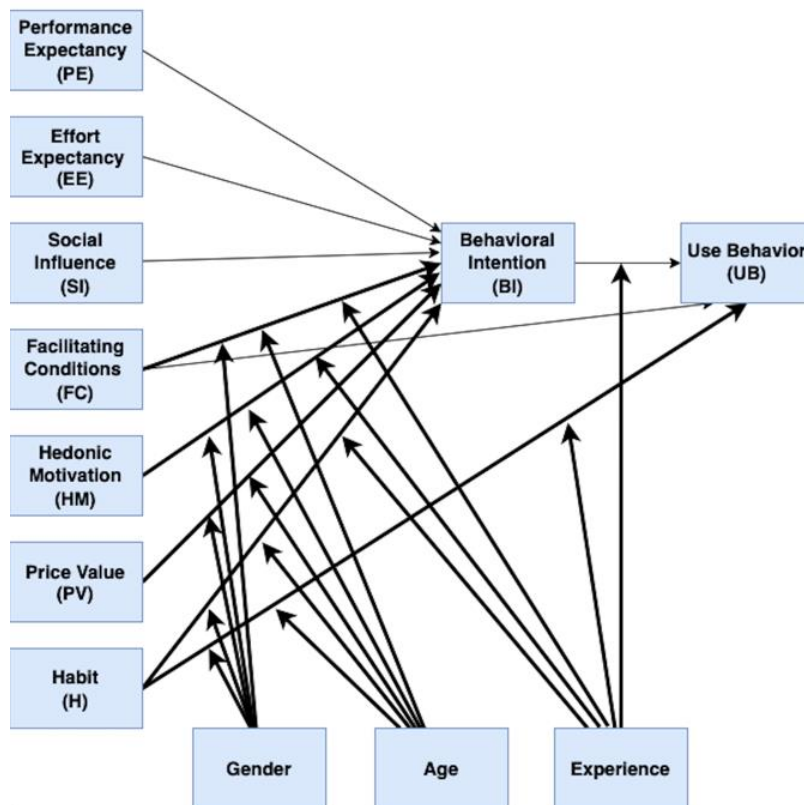 Performance
Expectancy
(PE)
Effort
Expectancy
(EE)
Social
Influence
(SI)
Behavioral
Intention
(BI)
Use Behavior
(UB)
Facilitating
Conditions
(FC)
Hedonic
Motivation
(HM)
Price Value
(PV)
Habit
(H)
Gender
Age
Experience